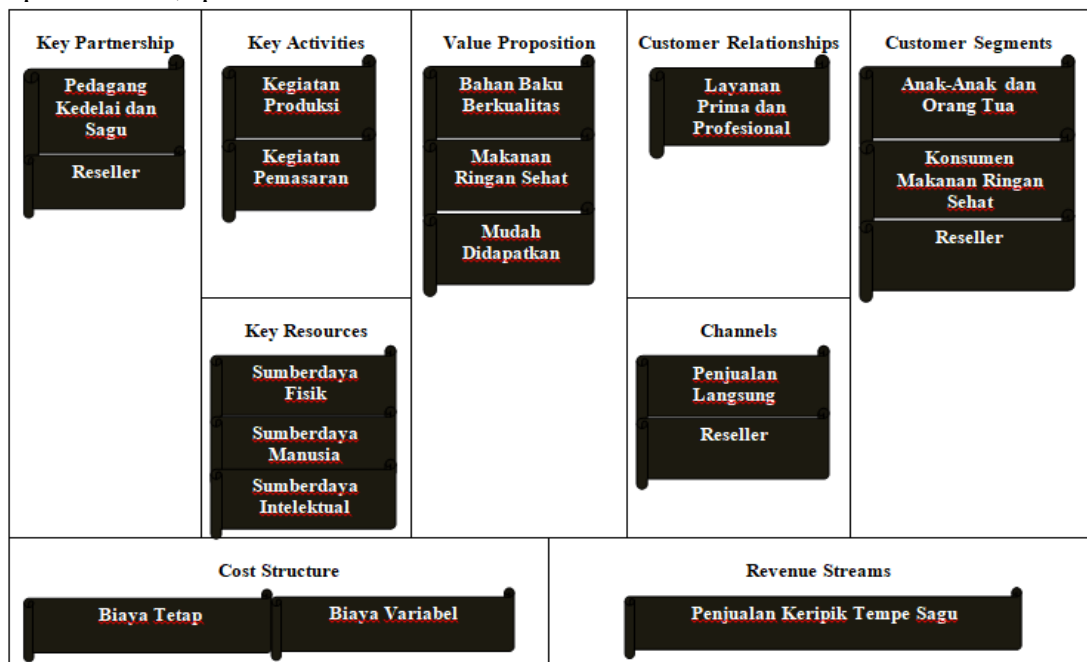 Key Partnership
Pedagang
Kedelai dan
Sagu
Reseller
Key Activities
Kegiatan
Produksi
Kegiatan
Pemasaran
Key Resources
Sumberdaya
Fisik
Sumberdaya
Manusia
Sumberdaya
Intelektual
Value Proposition
Bahan Baku
Berkualitas
Makanan
Ringan Sehat
Mudah
Didapatkan
Customer Relationships
Layanan
Prima dan
Profesional
Channels
Penjualan
Langsung
Reseller
Customer Segments
Anak-Anak dan
Orang Tua
Konsumen
Makanan Ringan
Sehat
Reseller
Cost Structure
Biaya Tetap
Biaya Variabel
Revenue Streams
Penjualan Keripik Tempe Sagu